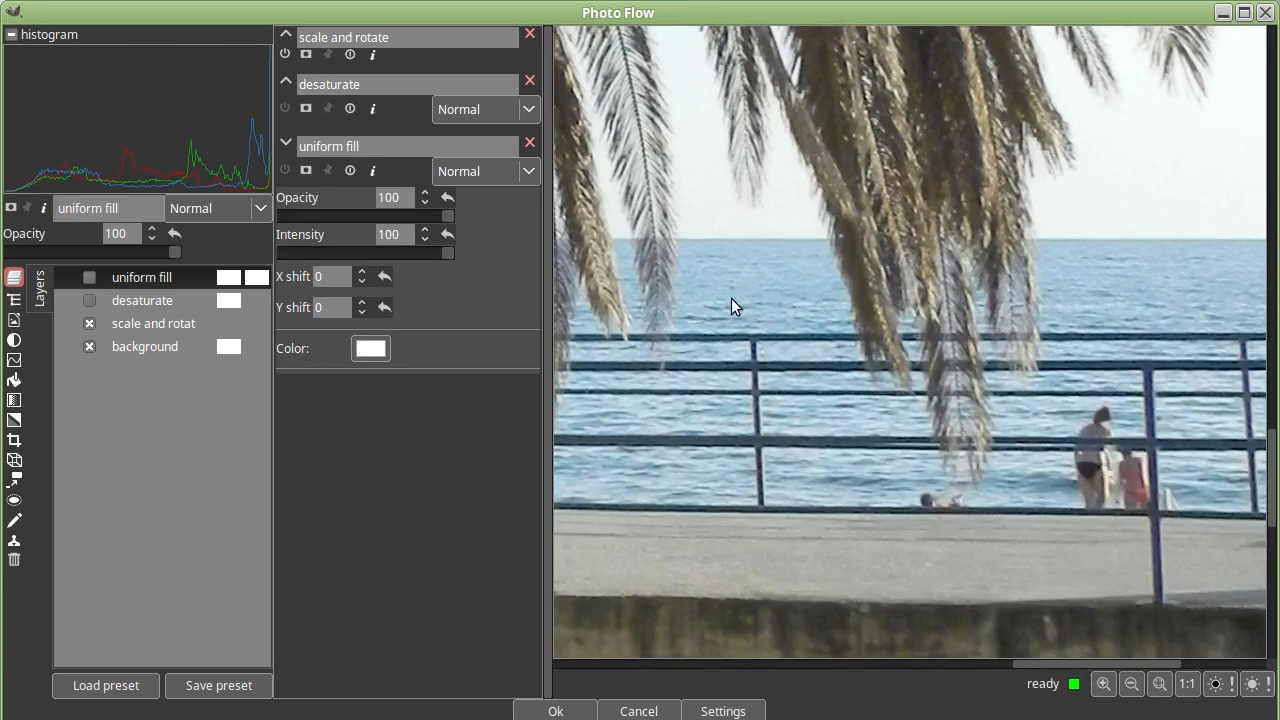 Photo Flow
histogram
uniform fill Normal
Opacity 100
Layers
uniform fill
desaturate
scale and rotat
background
Load preset Save preset
scale and rotate
i
desaturate
i Normal
uniform fill
i Normal
Opacity 100
Intensity 100
X shift 0
Y shift 0
Color:
ready 1:1 ! !
Ok Cancel Settings